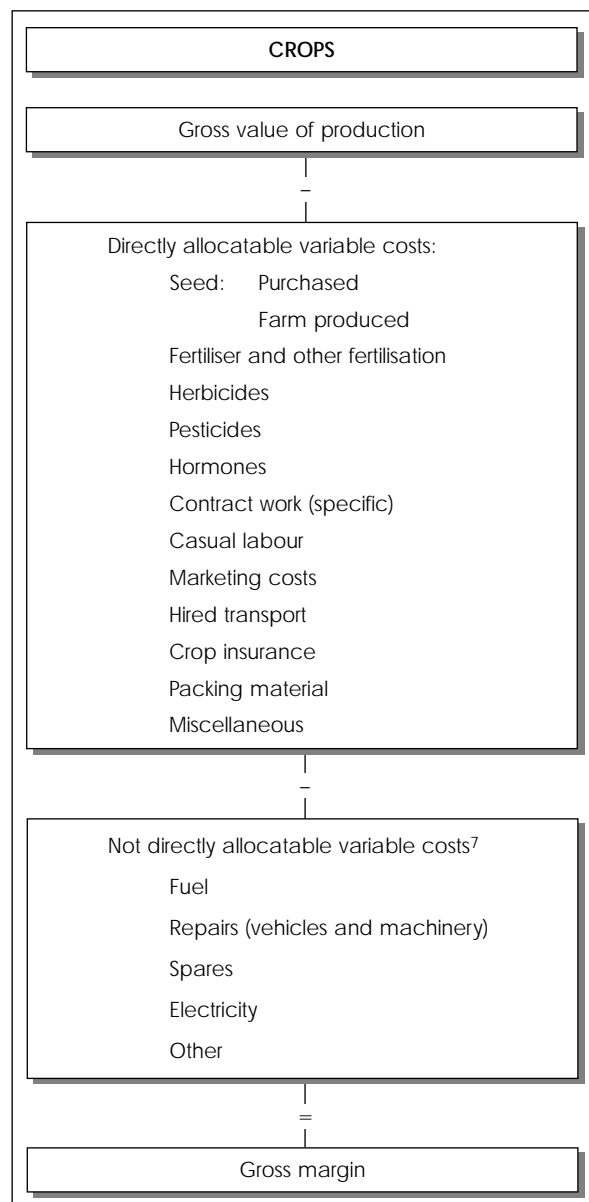 CROPS
Gross value of production
–
Directly allocatable variable costs:
Seed: Purchased
Farm produced
Fertiliser and other fertilisation
Herbicides
Pesticides
Hormones
Contract work (specific)
Casual labour
Marketing costs
Hired transport
Crop insurance
Packing material
Miscellaneous
–
Not directly allocatable variable costs⁷
Fuel
Repairs (vehicles and machinery)
Spares
Electricity
Other
=
Gross margin